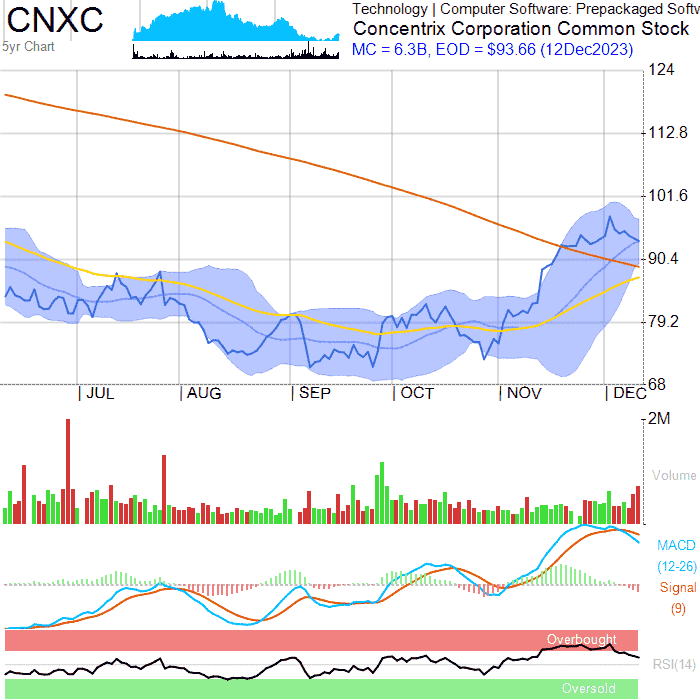 CNXC
5yr Chart
Technology | Computer Software: Prepackaged Softw
Concentrix Corporation Common Stock
MC = 6.3B, EOD = $93.66 (12Dec2023)
124
112.8
101.6
90.4
79.2
68
JUL
AUG
SEP
OCT
NOV
DEC
2M
Volume
MACD
(12-26)
Signal
(9)
Overbought
RSI(14)
Oversold